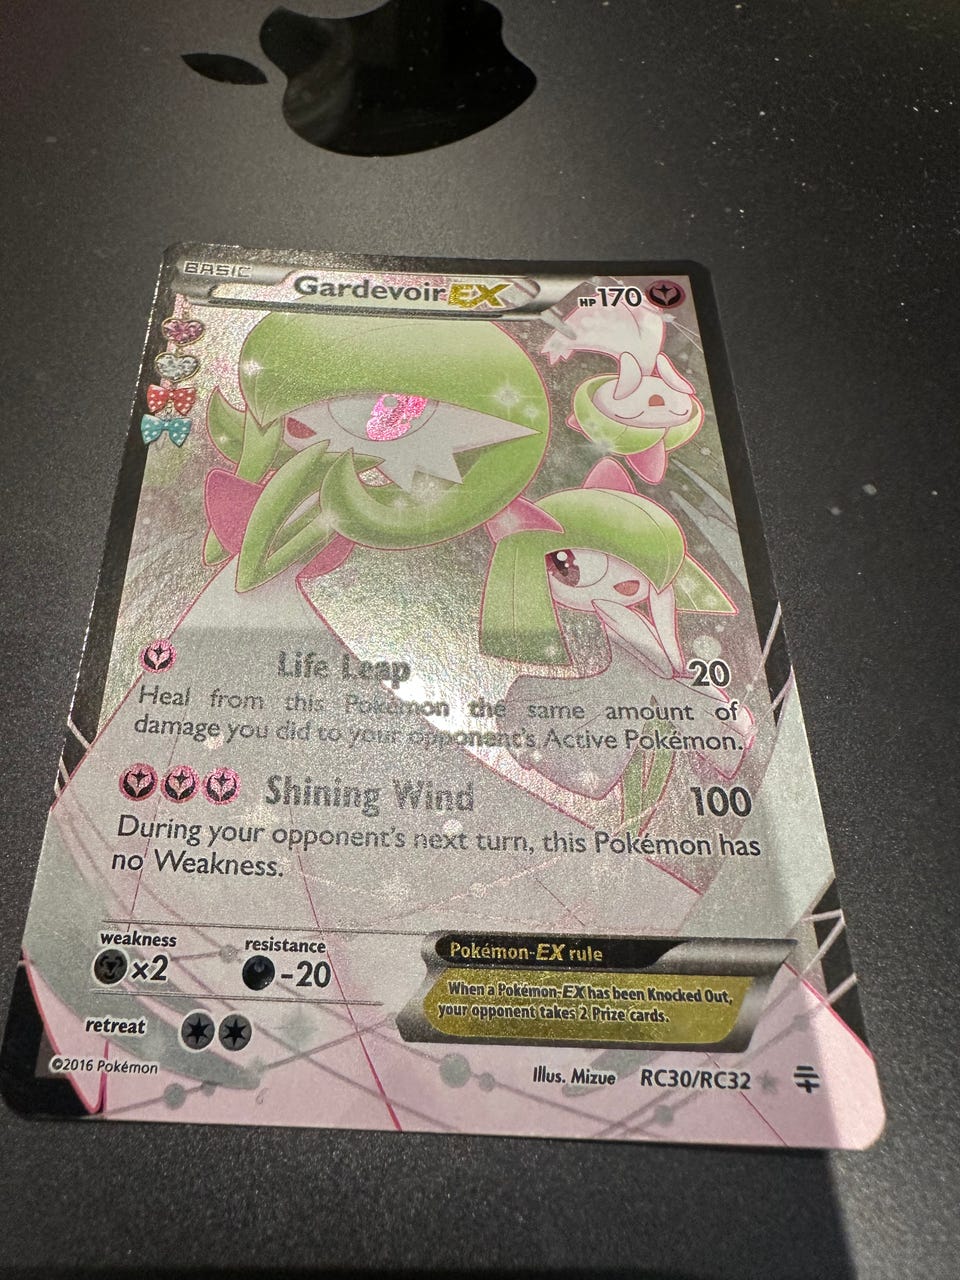 BASIC
Gardevoir EX HP 170
Life Leap 20
Heal from this Pokémon the same amount of
damage you did to your opponent's Active Pokémon.
Shining Wind 100
During your opponent's next turn, this Pokémon has
no Weakness.
weakness resistance
×2 -20
Pokémon-EX rule
When a Pokémon-EX has been Knocked Out,
your opponent takes 2 Prize cards.
retreat
©2016 Pokémon
Illus. Mizue RC30/RC32